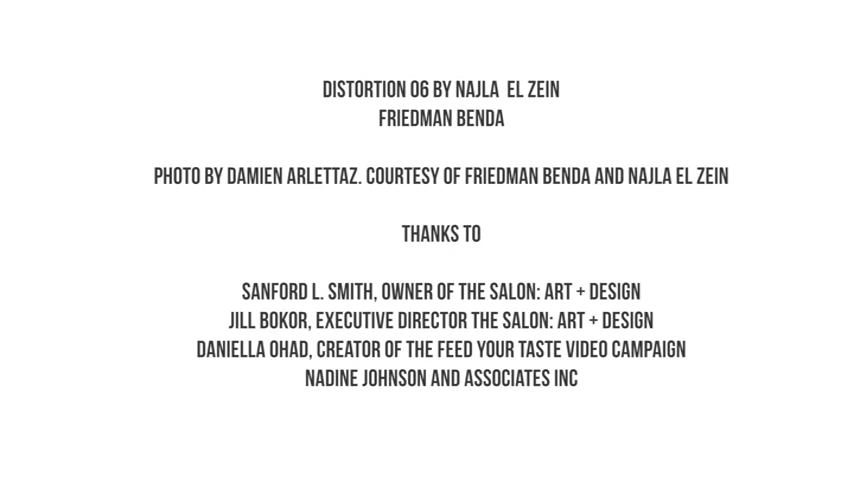 DISTORTION 06 BY NAJLA EL ZEIN
FRIEDMAN BENDA
PHOTO BY DAMIEN ARLETTAZ. COURTESY OF FRIEDMAN BENDA AND NAJLA EL ZEIN
THANKS TO
SANFORD L. SMITH, OWNER OF THE SALON: ART + DESIGN
JILL BOKOR, EXECUTIVE DIRECTOR THE SALON: ART + DESIGN
DANIELLA OHAD, CREATOR OF THE FEED YOUR TASTE VIDEO CAMPAIGN
NADINE JOHNSON AND ASSOCIATES INC